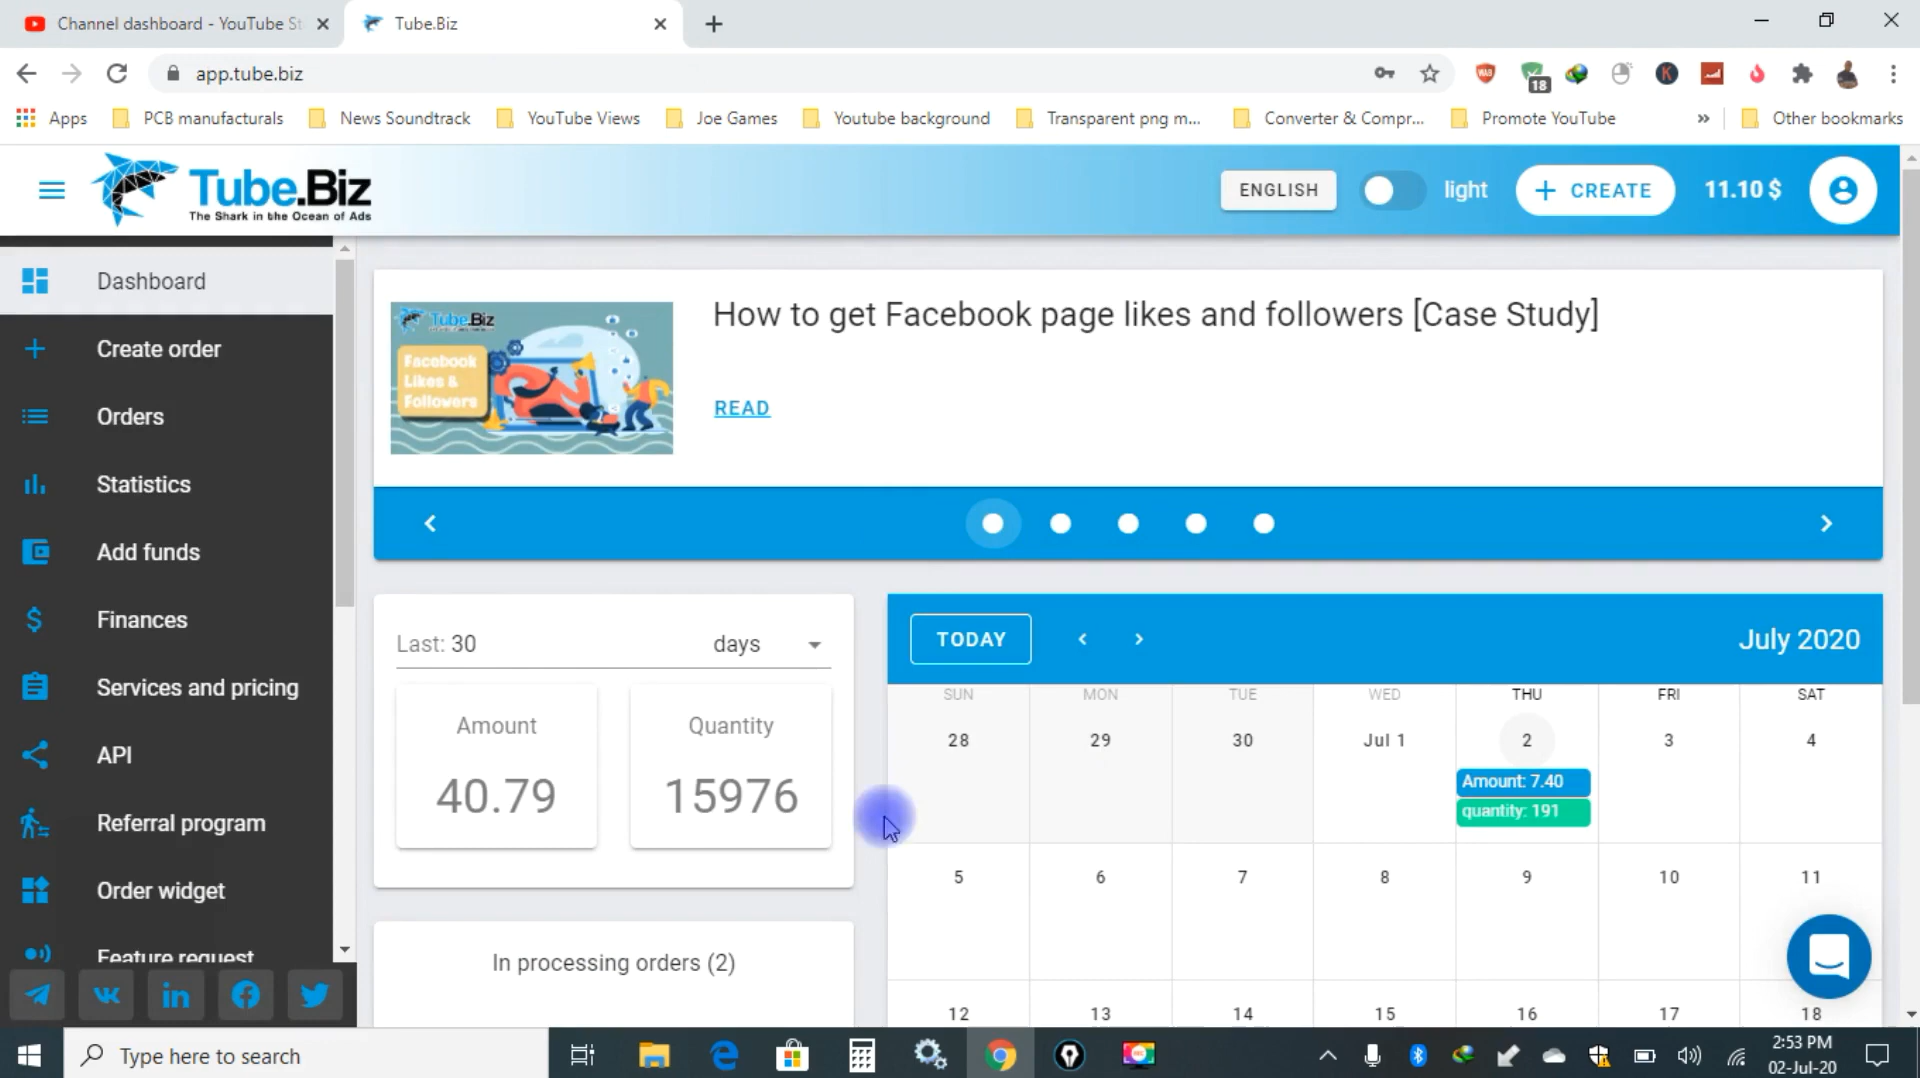 Channel dashboard - YouTube St
Tube.Biz
app.tube.biz
18
Apps
PCB manufacturals
News Soundtrack
YouTube Views
Joe Games
Youtube background
Transparent png m...
Converter & Compr...
Promote YouTube
»
Other bookmarks
Tube.Biz
The Shark in the Ocean of Ads
ENGLISH
light
+ CREATE
11.10 $
Dashboard
Create order
Orders
Statistics
Add funds
Finances
Services and pricing
API
Referral program
Order widget
Feature request
Tube.Biz
Facebook
Likes &
Followers
How to get Facebook page likes and followers [Case Study]
READ
Last: 30 days
Amount
40.79
Quantity
15976
In processing orders (2)
TODAY
July 2020
SUN MON TUE WED THU FRI SAT
28 29 30 Jul 1 2 3 4
Amount: 7.40
quantity: 191
5 6 7 8 9 10 11
12 13 14 15 16 17 18
Type here to search
2:53 PM
02-Jul-20